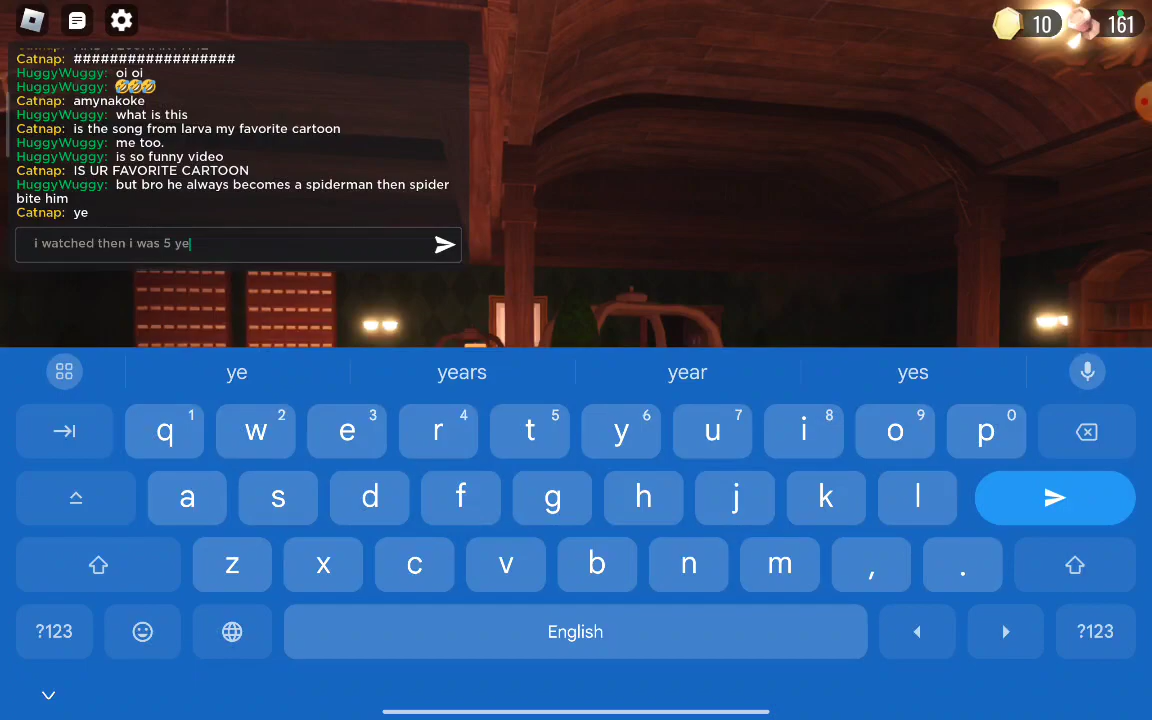 10
161
Catnap: ##################
HuggyWuggy: oi oi
HuggyWuggy: 🤣🤣🤣
Catnap: amynakoke
HuggyWuggy: what is this
Catnap: is the song from larva my favorite cartoon
HuggyWuggy: me too.
HuggyWuggy: is so funny video
Catnap: IS UR FAVORITE CARTOON
HuggyWuggy: but bro he always becomes a spiderman then spider
bite him
Catnap: ye
i watched then i was 5 ye
ye years year yes
q 1 w 2 e 3 r 4 t 5 y 6 u 7 i 8 o 9 p 0
a s d f g h j k l
z x c v b n m , .
?123 English ?123